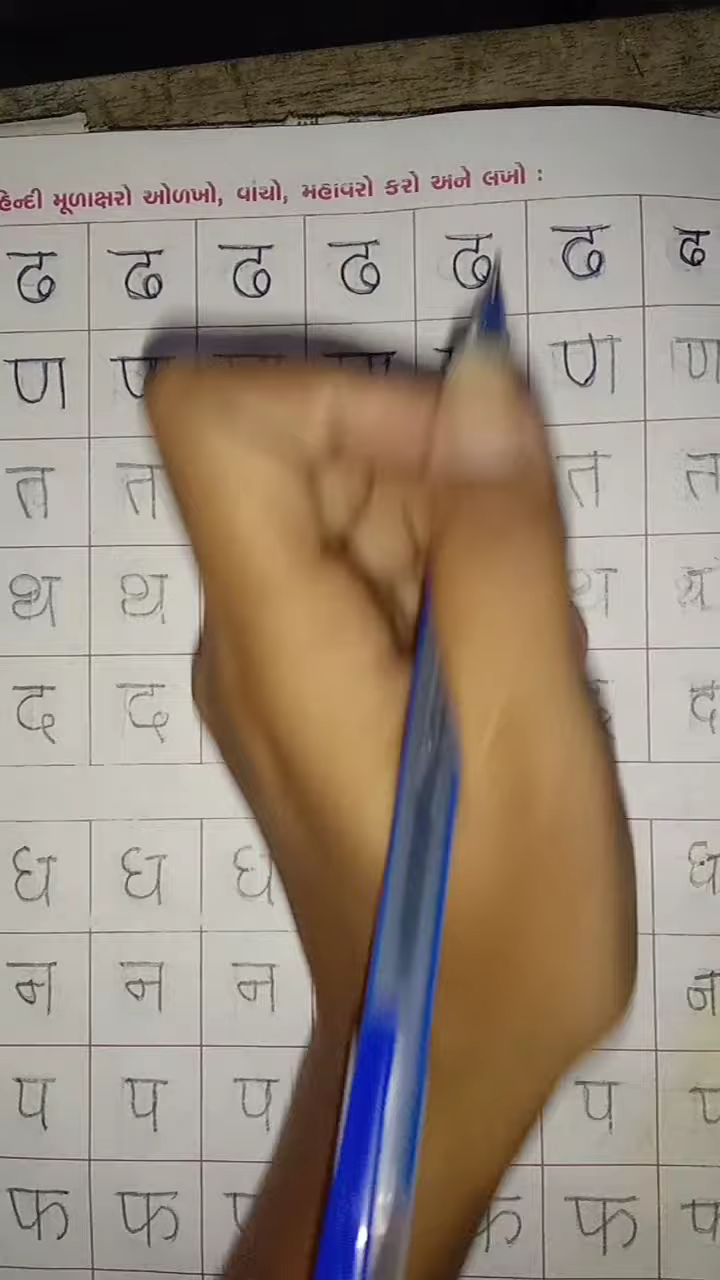 હિન્દી મૂળાક્ષરો ઓળખો, વાંચો, મહાવરો કરો અને લખો :
ढ ढ ढ ढ ढ ढ ढ
ण ण ण ण
त त त त
थ थ थ थ
द द द
ध ध ध ध
न न न न
प प प प प
फ फ फ फ फ